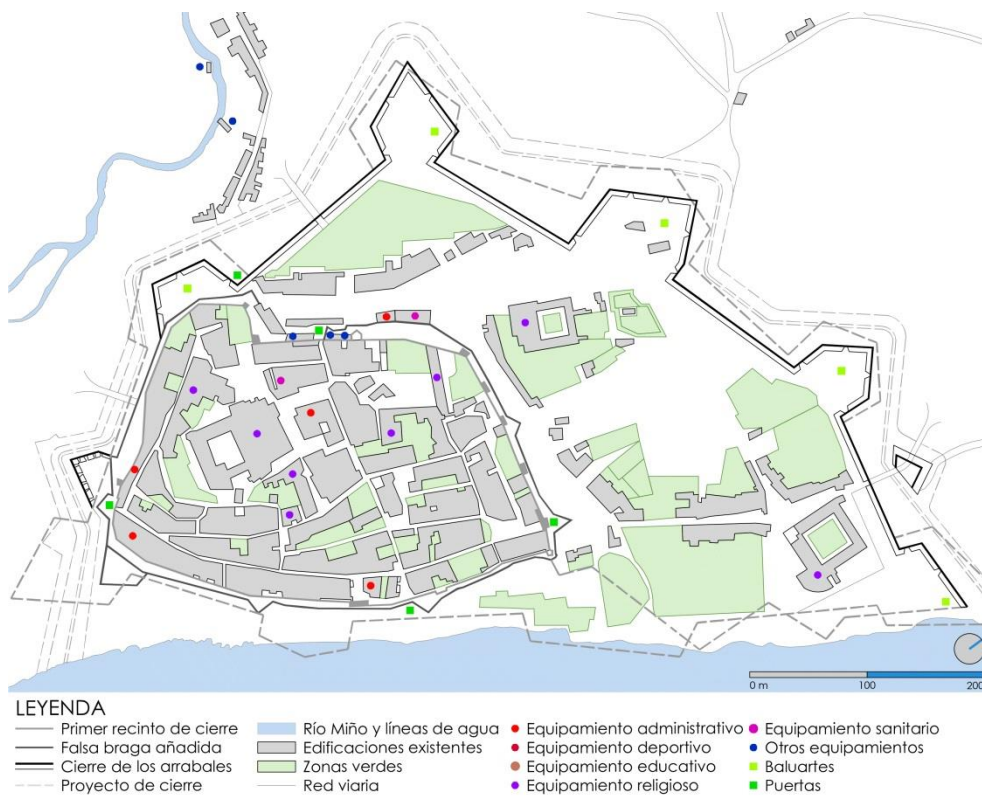 0 m 100 200
LEYENDA
Primer recinto de cierre
Falsa braga añadida
Cierre de los arrabales
Proyecto de cierre
Río Miño y líneas de agua
Edificaciones existentes
Zonas verdes
Red viaria
Equipamiento administrativo
Equipamiento deportivo
Equipamiento educativo
Equipamiento religioso
Equipamiento sanitario
Otros equipamientos
Baluartes
Puertas